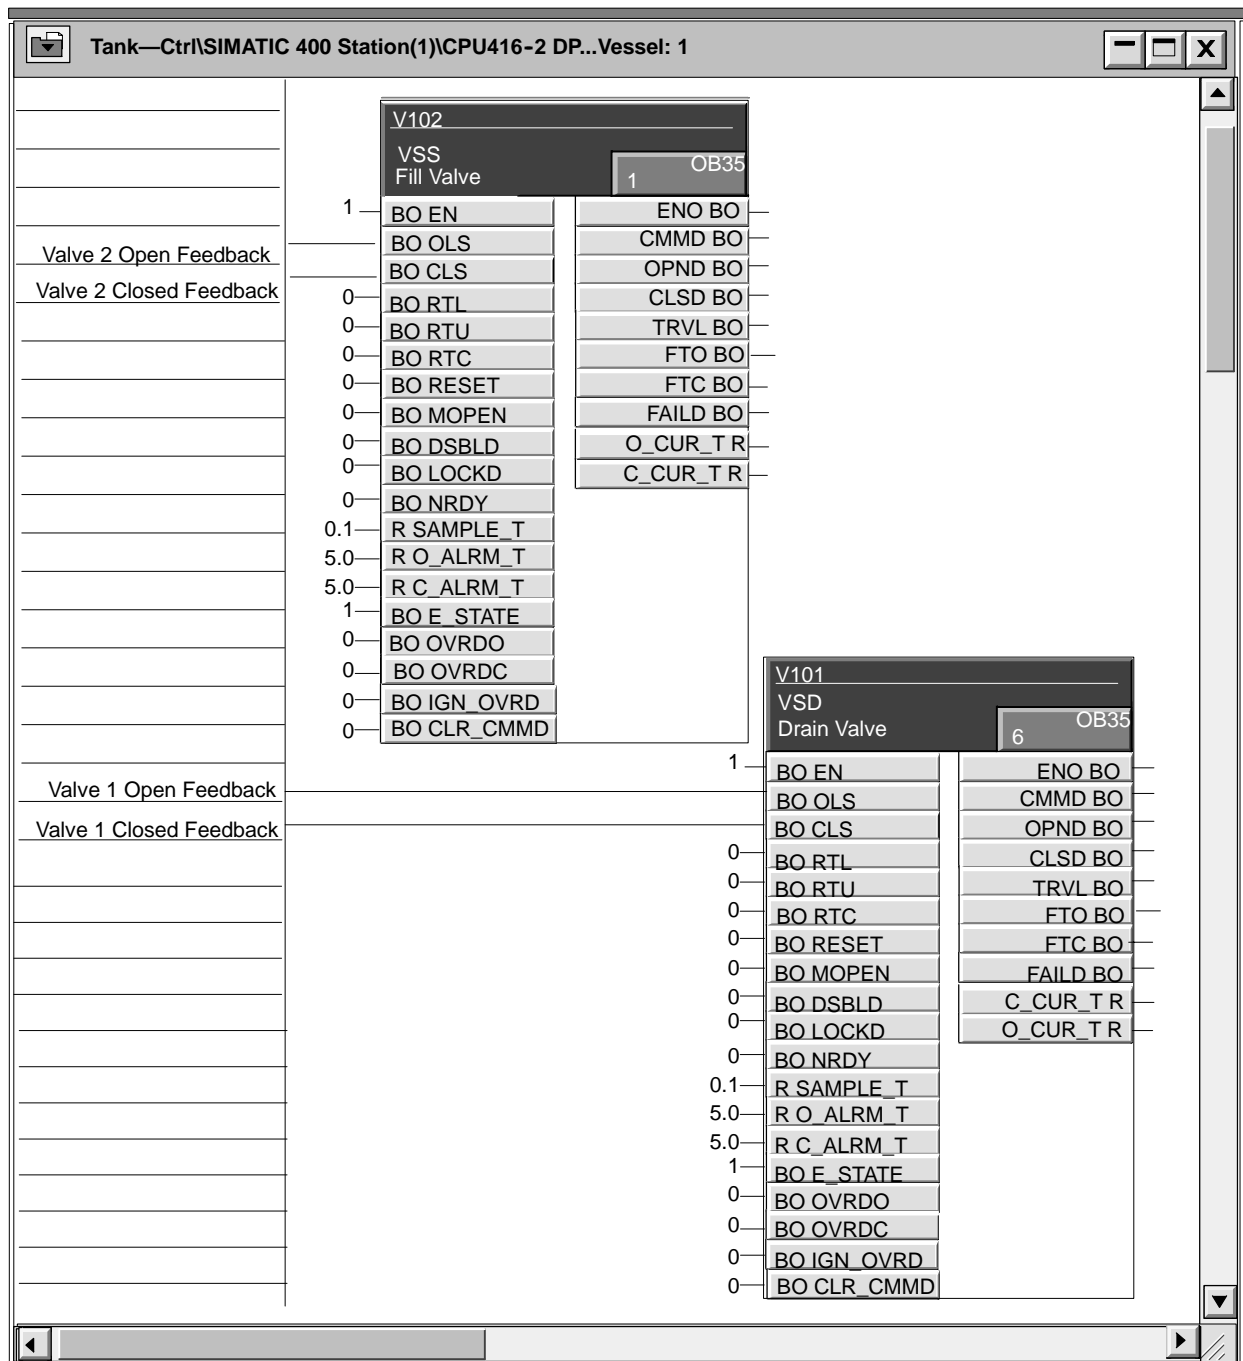 Tank—Ctrl\SIMATIC 400 Station(1)\CPU416-2 DP...Vessel: 1
X
V102
VSS
Fill Valve
OB35
1
1 BO EN ENO BO
Valve 2 Open Feedback BO OLS CMMD BO
Valve 2 Closed Feedback BO CLS OPND BO
0 BO RTL CLSD BO
0 BO RTU TRVL BO
0 BO RTC FTO BO
0 BO RESET FTC BO
0 BO MOPEN FAILD BO
0 BO DSBLD O_CUR_T R
0 BO LOCKD C_CUR_T R
0 BO NRDY
0.1 R SAMPLE_T
5.0 R O_ALRM_T
5.0 R C_ALRM_T
1 BO E_STATE
0 BO OVRDO
0 BO OVRDC
0 BO IGN_OVRD
0 BO CLR_CMMD
V101
VSD
Drain Valve
OB35
6
1 BO EN ENO BO
Valve 1 Open Feedback BO OLS CMMD BO
Valve 1 Closed Feedback BO CLS OPND BO
0 BO RTL CLSD BO
0 BO RTU TRVL BO
0 BO RTC FTO BO
0 BO RESET FTC BO
0 BO MOPEN FAILD BO
0 BO DSBLD C_CUR_T R
0 BO LOCKD O_CUR_T R
0 BO NRDY
0.1 R SAMPLE_T
5.0 R O_ALRM_T
5.0 R C_ALRM_T
1 BO E_STATE
0 BO OVRDO
0 BO OVRDC
0 BO IGN_OVRD
0 BO CLR_CMMD